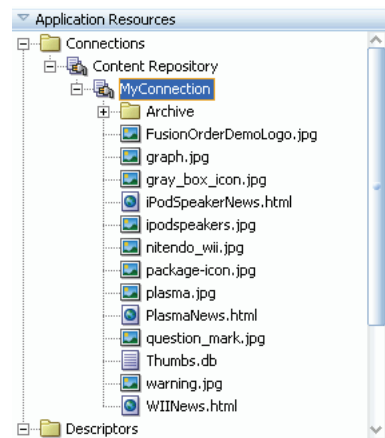 Application Resources
Connections
Content Repository
MyConnection
Archive
FusionOrderDemoLogo.jpg
graph.jpg
gray_box_icon.jpg
iPodSpeakerNews.html
ipodspeakers.jpg
nitendo_wii.jpg
package-icon.jpg
plasma.jpg
PlasmaNews.html
question_mark.jpg
Thumbs.db
warning.jpg
WIINews.html
Descriptors